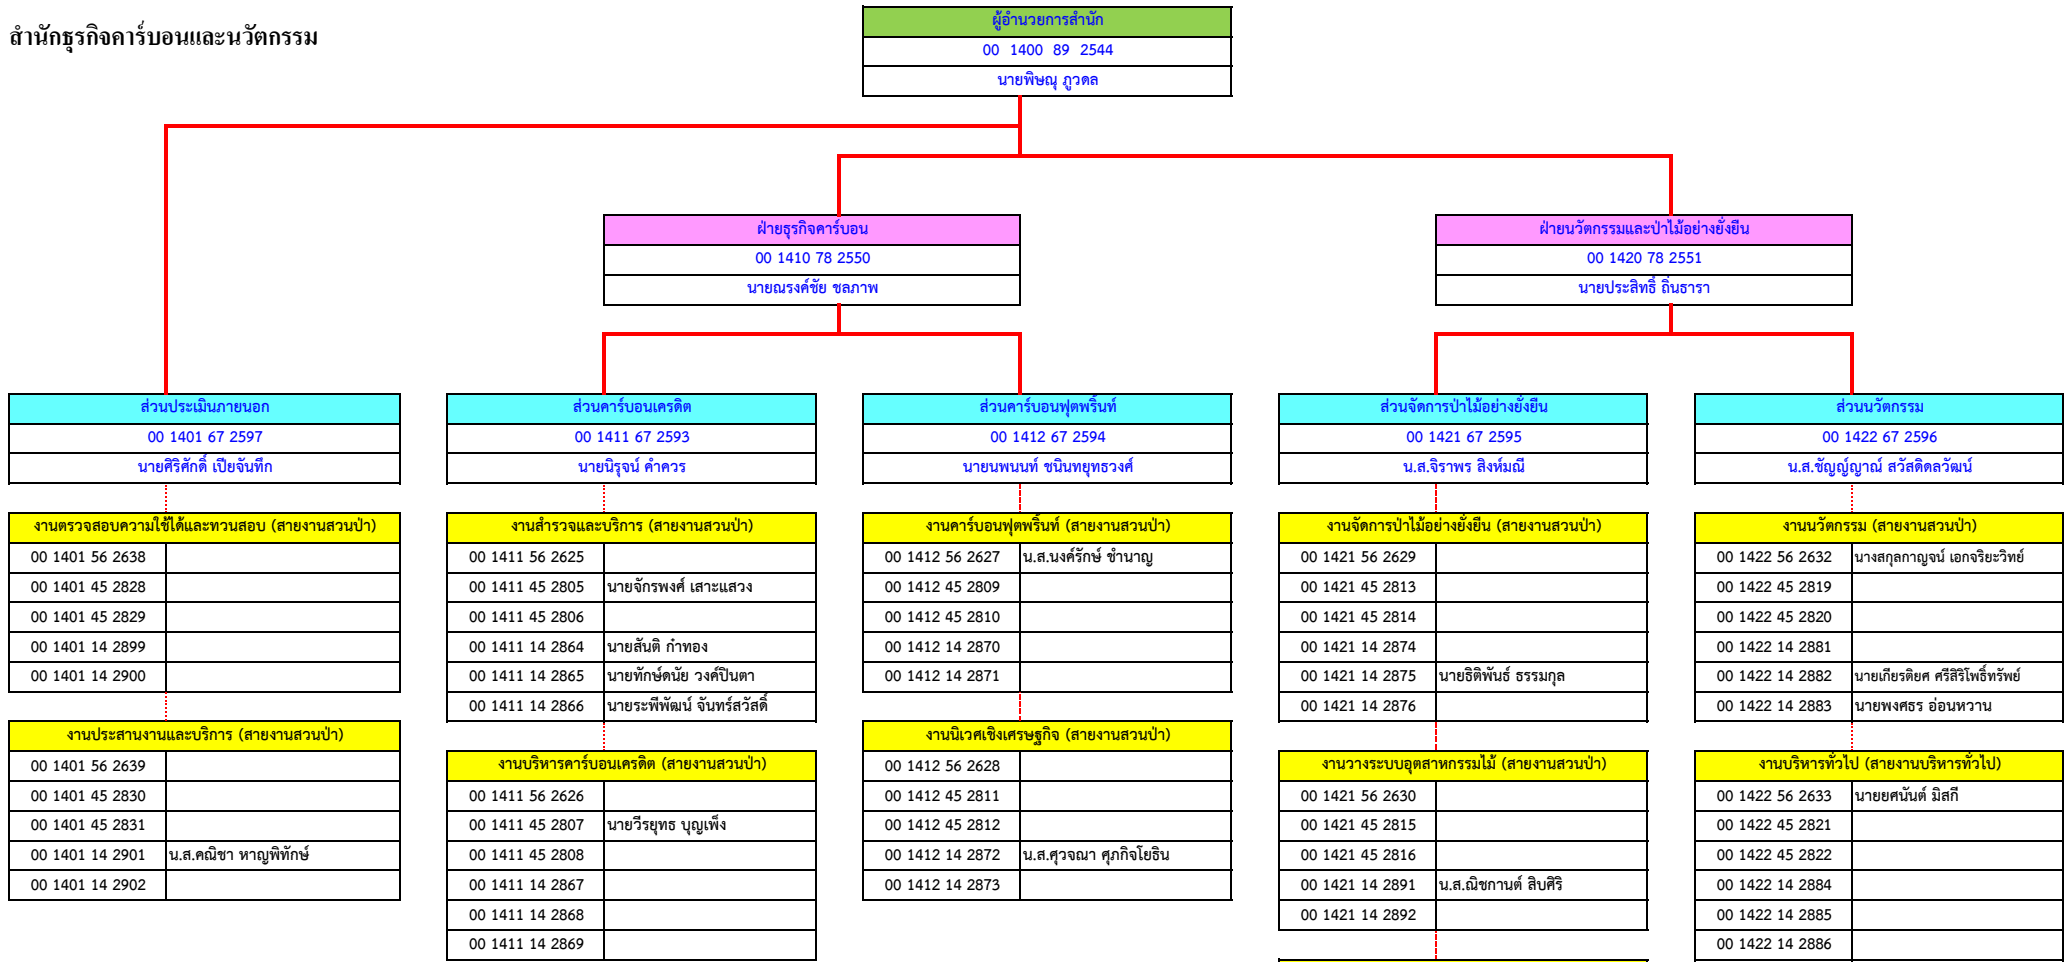 สำนักธุรกิจคาร์บอนและนวัตกรรม
ผู้อำนวยการสำนัก
00 1400 89 2544
นายพิษณุ ภูวดล
ฝ่ายธุรกิจคาร์บอน
00 1410 78 2550
นายณรงค์ชัย ชลภาพ
ฝ่ายนวัตกรรมและป่าไม้อย่างยั่งยืน
00 1420 78 2551
นายประสิทธิ์ ถิ่นธารา
ส่วนประเมินภายนอก
00 1401 67 2597
นายศิริศักดิ์ เปียจันทึก
งานตรวจสอบความใช้ได้และทวนสอบ (สายงานสวนป่า)
00 1401 56 2638
00 1401 45 2828
00 1401 45 2829
00 1401 14 2899
00 1401 14 2900
งานประสานงานและบริการ (สายงานสวนป่า)
00 1401 56 2639
00 1401 45 2830
00 1401 45 2831
00 1401 14 2901 น.ส.คณิชา หาญพิทักษ์
00 1401 14 2902
ส่วนคาร์บอนเครดิต
00 1411 67 2593
นายนิรุจน์ คำควร
งานสำรวจและบริการ (สายงานสวนป่า)
00 1411 56 2625
00 1411 45 2805 นายจักรพงศ์ เสาะแสวง
00 1411 45 2806
00 1411 14 2864 นายสันติ ก๋าทอง
00 1411 14 2865 นายทักษ์ดนัย วงศ์ปินตา
00 1411 14 2866 นายระพีพัฒน์ จันทร์สวัสดิ์
งานบริหารคาร์บอนเครดิต (สายงานสวนป่า)
00 1411 56 2626
00 1411 45 2807 นายวีรยุทธ บุญเพ็ง
00 1411 45 2808
00 1411 14 2867
00 1411 14 2868
00 1411 14 2869
ส่วนคาร์บอนฟุตพริ้นท์
00 1412 67 2594
นายนพนนท์ ชนินทยุทธวงศ์
งานคาร์บอนฟุตพริ้นท์ (สายงานสวนป่า)
00 1412 56 2627 น.ส.นงค์รักษ์ ชำนาญ
00 1412 45 2809
00 1412 45 2810
00 1412 14 2870
00 1412 14 2871
งานนิเวศเชิงเศรษฐกิจ (สายงานสวนป่า)
00 1412 56 2628
00 1412 45 2811
00 1412 45 2812
00 1412 14 2872 น.ส.ศุวจณา ศุภกิจโยธิน
00 1412 14 2873
ส่วนจัดการป่าไม้อย่างยั่งยืน
00 1421 67 2595
น.ส.จิราพร สิงห์มณี
งานจัดการป่าไม้อย่างยั่งยืน (สายงานสวนป่า)
00 1421 56 2629
00 1421 45 2813
00 1421 45 2814
00 1421 14 2874
00 1421 14 2875 นายธิติพันธ์ ธรรมกุล
00 1421 14 2876
งานวางระบบอุตสาหกรรมไม้ (สายงานสวนป่า)
00 1421 56 2630
00 1421 45 2815
00 1421 45 2816
00 1421 14 2891 น.ส.ณิชกานต์ สิบศิริ
00 1421 14 2892
ส่วนนวัตกรรม
00 1422 67 2596
น.ส.ชัญญ์ญาณ์ สวัสดิดลวัฒน์
งานนวัตกรรม (สายงานสวนป่า)
00 1422 56 2632 นางสกุลกาญจน์ เอกจริยะวิทย์
00 1422 45 2819
00 1422 45 2820
00 1422 14 2881
00 1422 14 2882 นายเกียรติยศ ศรีสิริโพธิ์ทรัพย์
00 1422 14 2883 นายพงศธร อ่อนหวาน
งานบริหารทั่วไป (สายงานบริหารทั่วไป)
00 1422 56 2633 นายยศนันต์ มิสกี
00 1422 45 2821
00 1422 45 2822
00 1422 14 2884
00 1422 14 2885
00 1422 14 2886